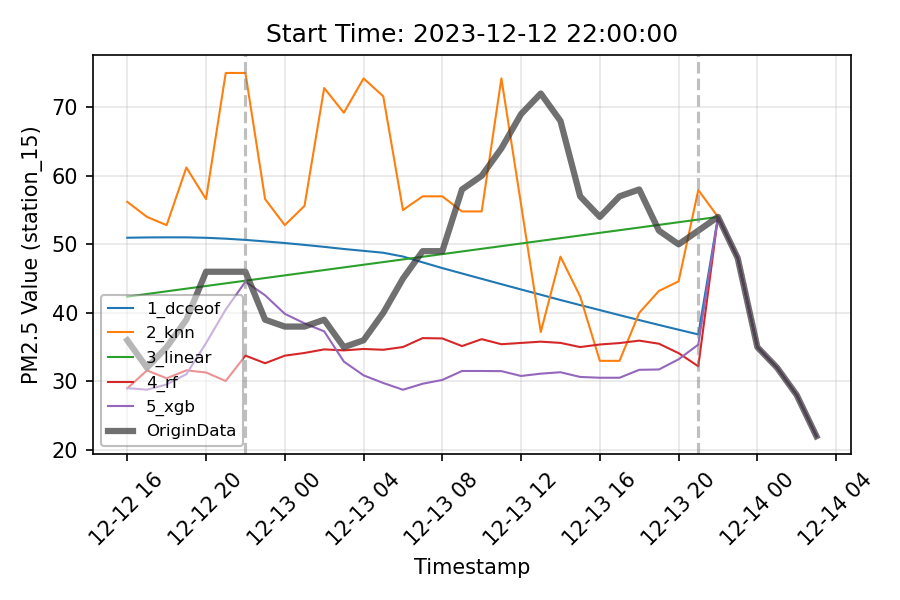 Start Time: 2023-12-12 22:00:00
PM2.5 Value (station_15)
70
60
50
40
30
20
1_dcceof
2_knn
3_linear
4_rf
5_xgb
OriginData
12-12 16
12-12 20
12-13 00
12-13 04
12-13 08
12-13 12
12-13 16
12-13 20
12-14 00
12-14 04
Timestamp